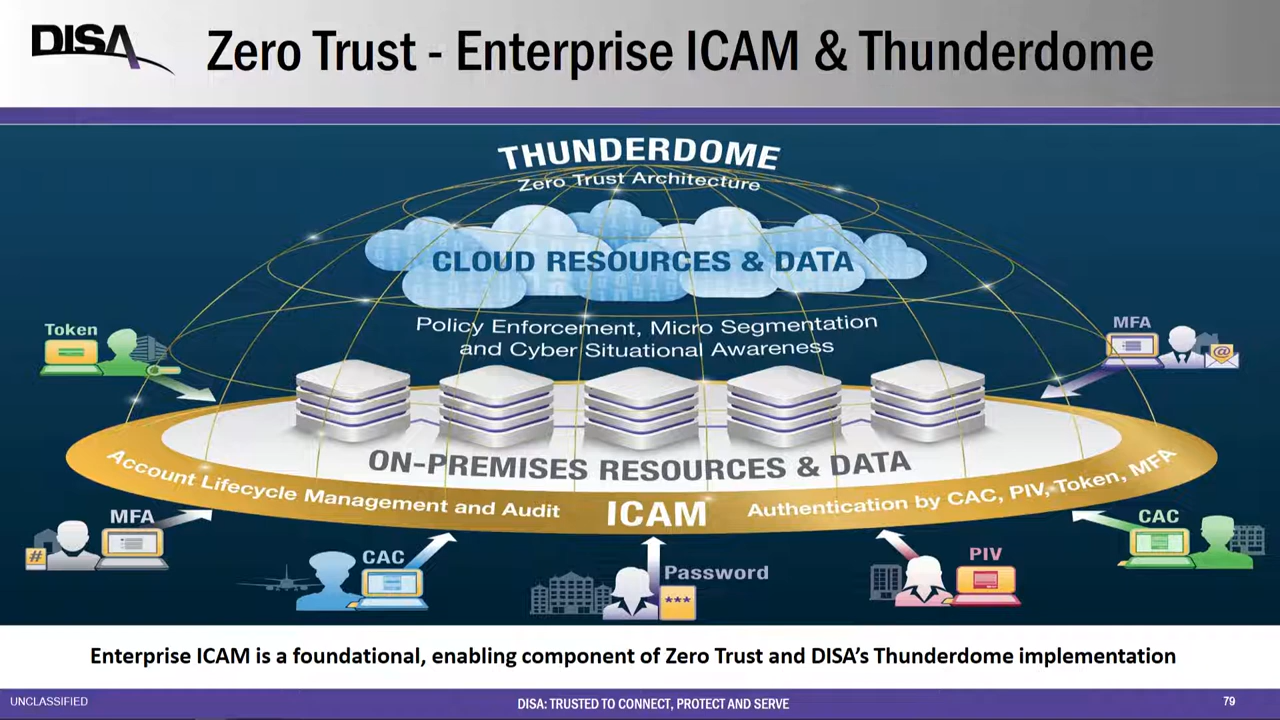 DISA
Zero Trust - Enterprise ICAM & Thunderdome
THUNDERDOME
Zero Trust Architecture
CLOUD RESOURCES & DATA
Policy Enforcement, Micro Segmentation
and Cyber Situational Awareness
Token
MFA
@
ON-PREMISES RESOURCES & DATA
Account Lifecycle Management and Audit
ICAM
Authentication by CAC, PIV, Token, MFA
MFA
#
CAC
Password
***
PIV
CAC
Enterprise ICAM is a foundational, enabling component of Zero Trust and DISA's Thunderdome implementation
UNCLASSIFIED
DISA: TRUSTED TO CONNECT, PROTECT AND SERVE
79